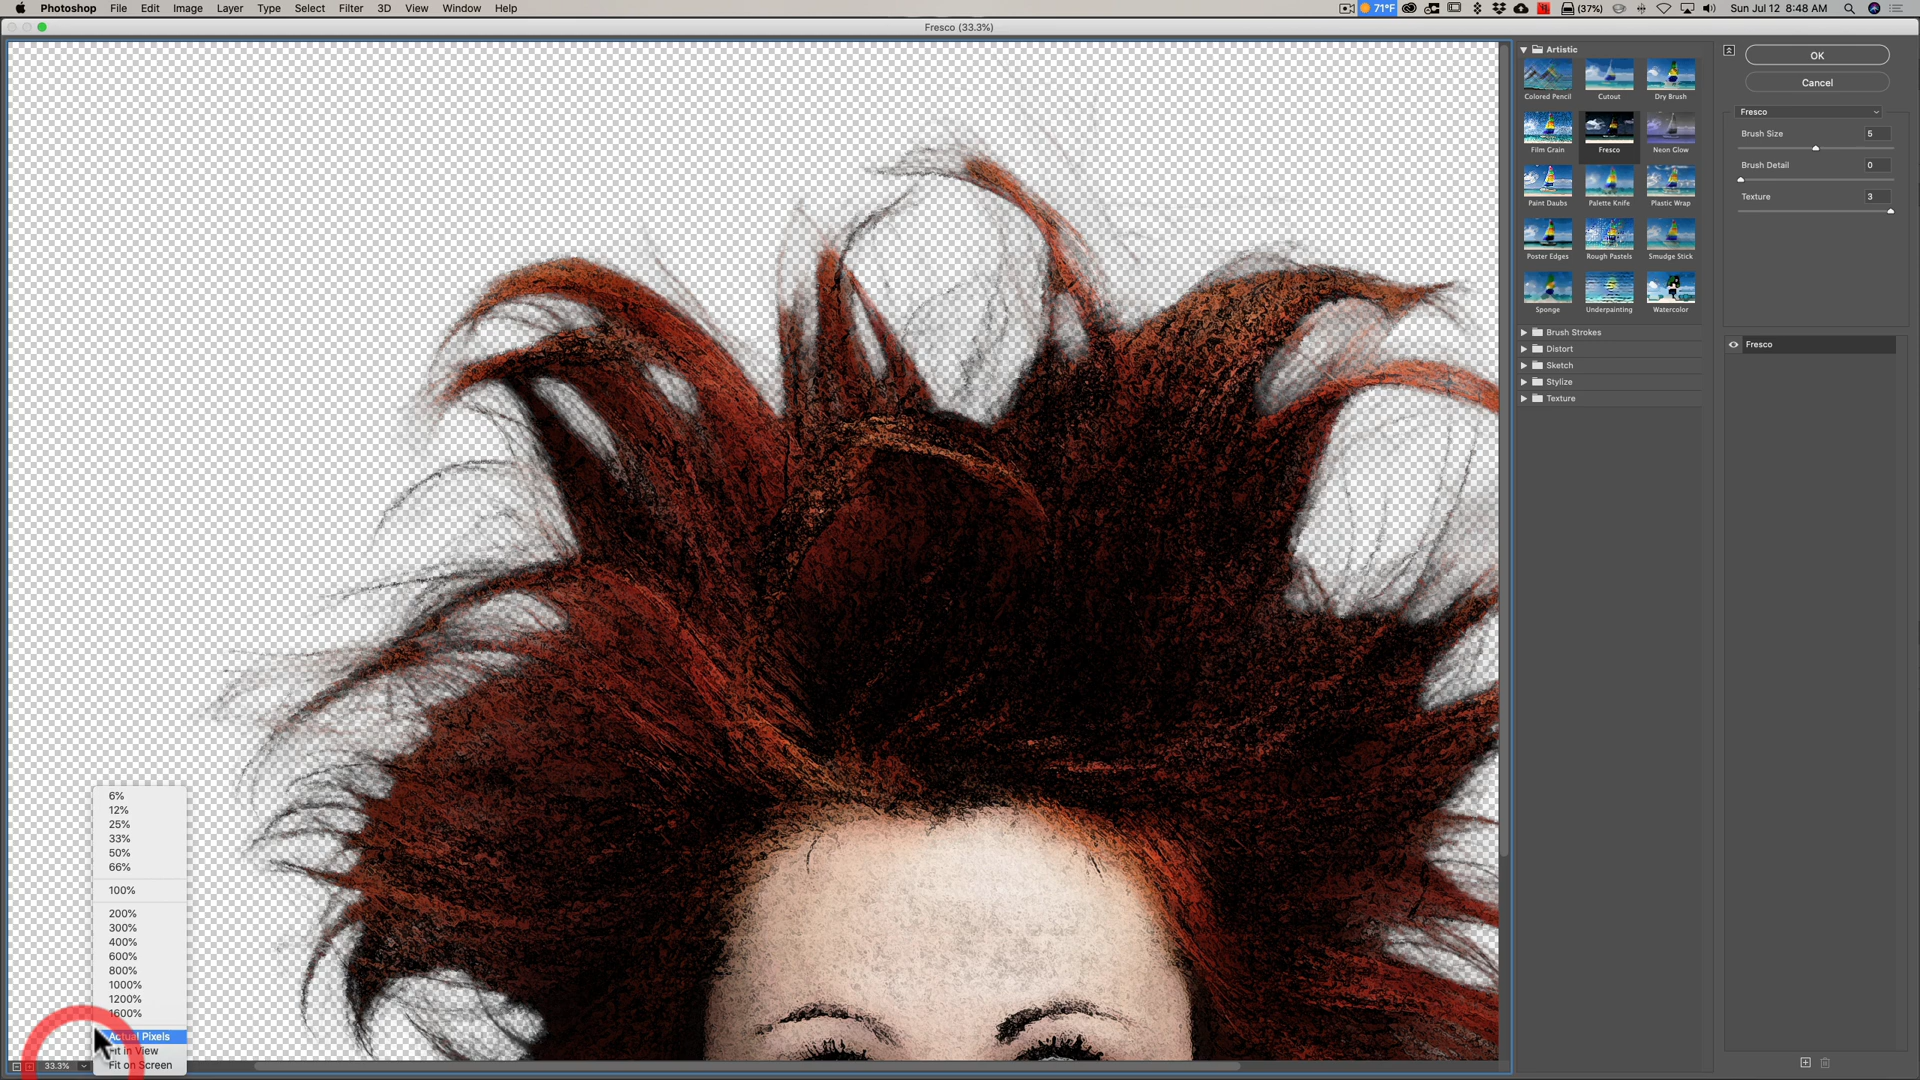 Photoshop File Edit Image Layer Type Select Filter 3D View Window Help
71°F (37%) Sun Jul 12 8:48 AM
Fresco (33.3%)
Artistic
Colored Pencil Cutout Dry Brush
Film Grain Fresco Neon Glow
Paint Daubs Palette Knife Plastic Wrap
Poster Edges Rough Pastels Smudge Stick
Sponge Underpainting Watercolor
Brush Strokes
Distort
Sketch
Stylize
Texture
OK
Cancel
Fresco
Brush Size 5
Brush Detail 0
Texture 3
Fresco
6%
12%
25%
33%
50%
66%
100%
200%
300%
400%
600%
800%
1000%
1200%
1600%
Actual Pixels
Fit in View
Fit on Screen
33.3%